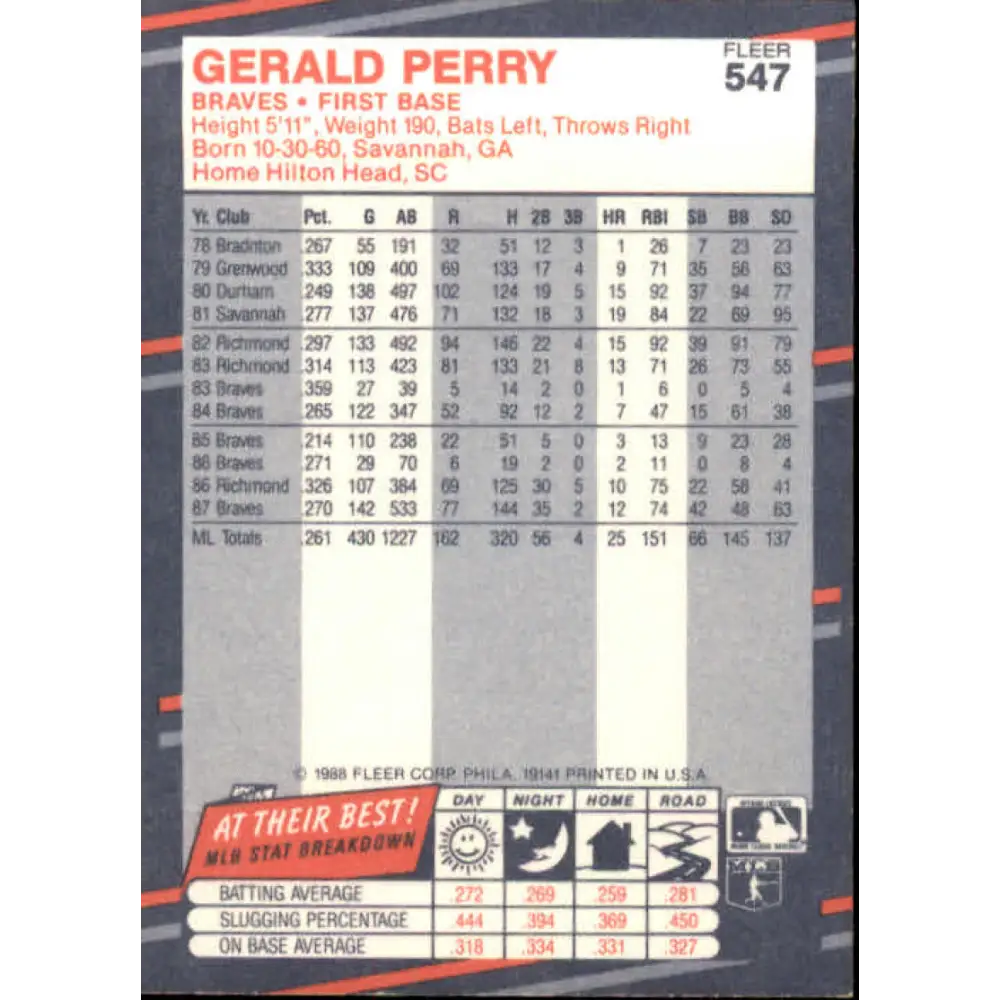 GERALD PERRY
FLEER
547
BRAVES • FIRST BASE
Height 5'11", Weight 190, Bats Left, Throws Right
Born 10-30-60, Savannah, GA
Home Hilton Head, SC
Yr. Club Pct. G AB R H 2B 3B HR RBI SB BB SO
78 Bradnton .267 55 191 32 51 12 3 1 26 7 23 23
79 Grenwood .333 109 400 69 133 17 4 9 71 35 56 63
80 Durham .249 138 497 102 124 19 5 15 92 37 94 77
81 Savannah .277 137 476 71 132 18 3 19 84 22 69 95
82 Richmond .297 133 492 94 146 22 4 15 92 39 91 79
83 Richmond .314 113 423 81 133 21 8 13 71 26 73 55
83 Braves .359 27 39 5 14 2 0 1 6 0 5 4
84 Braves .265 122 347 52 92 12 2 7 47 15 61 38
85 Braves .214 110 238 22 51 5 0 3 13 9 23 28
86 Braves .271 29 70 6 19 2 0 2 11 0 8 4
86 Richmond .326 107 384 69 125 30 5 10 75 22 58 41
87 Braves .270 142 533 77 144 35 2 12 74 42 48 63
ML Totals .261 430 1227 162 320 56 4 25 151 66 145 137
© 1988 FLEER CORP. PHILA. 19141 PRINTED IN U.S.A.
AT THEIR BEST!
MLB STAT BREAKDOWN
DAY NIGHT HOME ROAD
BATTING AVERAGE .272 .269 .259 .281
SLUGGING PERCENTAGE .444 .394 .369 .450
ON BASE AVERAGE .318 .334 .331 .327